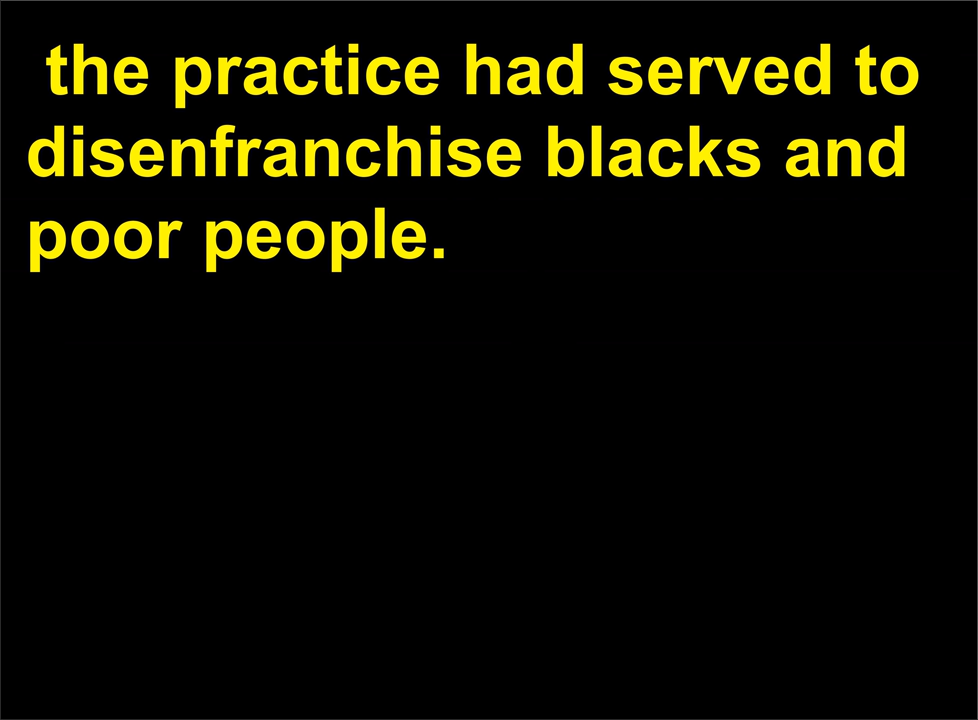 the practice had served to
disenfranchise blacks and
poor people.